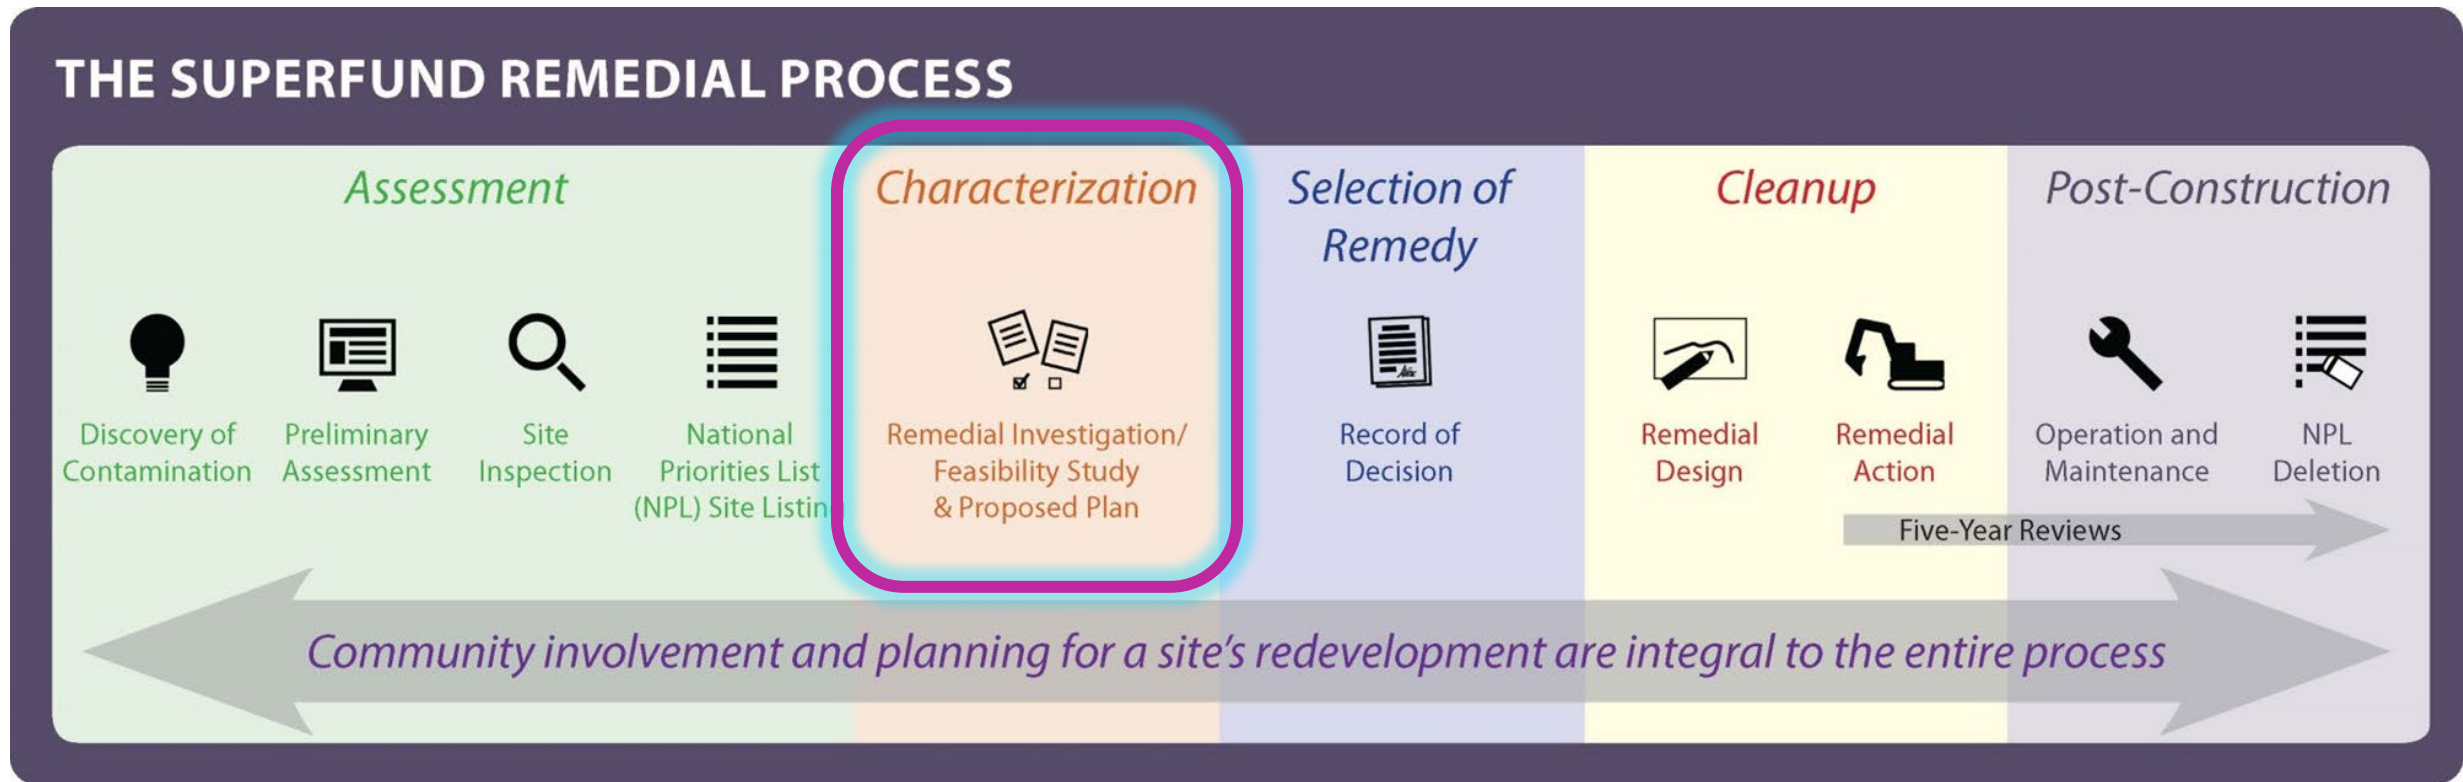 THE SUPERFUND REMEDIAL PROCESS
Assessment
Discovery of
Contamination
Preliminary
Assessment
Site
Inspection
National
Priorities List
(NPL) Site Listing
Characterization
Remedial Investigation/
Feasibility Study
& Proposed Plan
Selection of
Remedy
Record of
Decision
Cleanup
Remedial
Design
Remedial
Action
Post-Construction
Operation and
Maintenance
NPL
Deletion
Five-Year Reviews
Community involvement and planning for a site's redevelopment are integral to the entire process